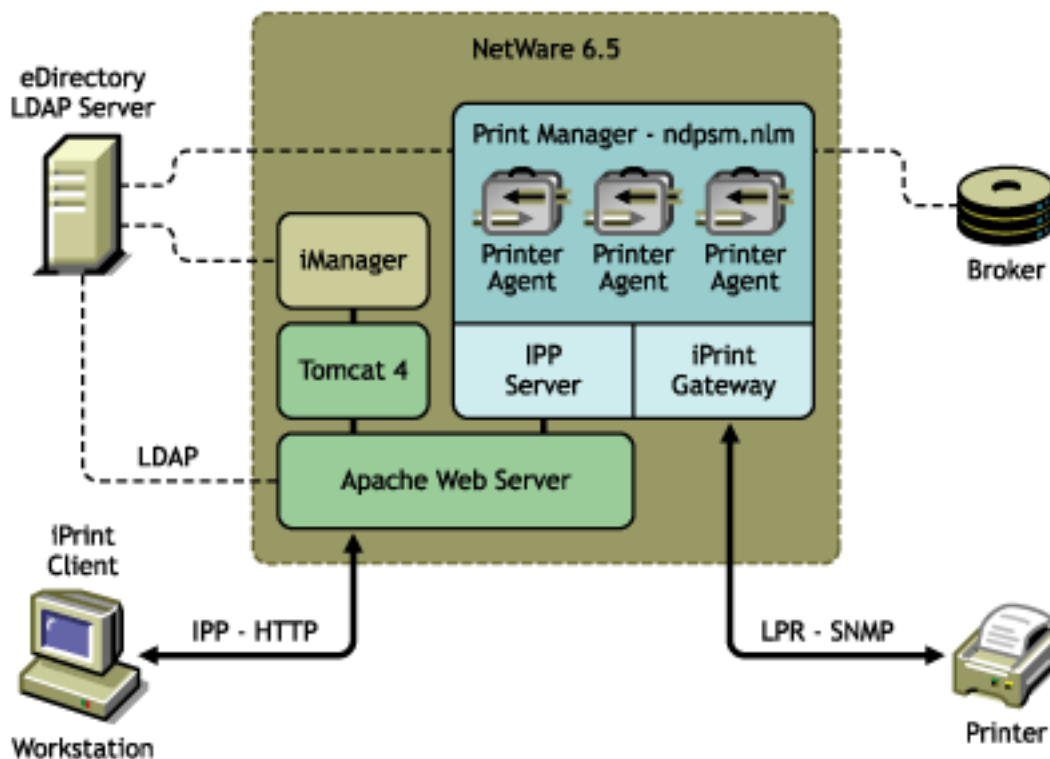 NetWare 6.5
eDirectory
LDAP Server
Print Manager - ndpsm.nlm
Printer
Agent
Printer
Agent
Printer
Agent
Broker
iManager
Tomcat 4
IPP
Server
iPrint
Gateway
LDAP
Apache Web Server
iPrint
Client
IPP - HTTP
LPR - SNMP
Workstation
Printer